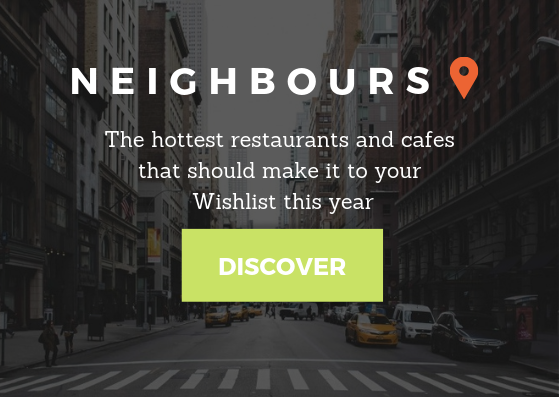 NEIGHBOURS
The hottest restaurants and cafes
that should make it to your
Wishlist this year
DISCOVER